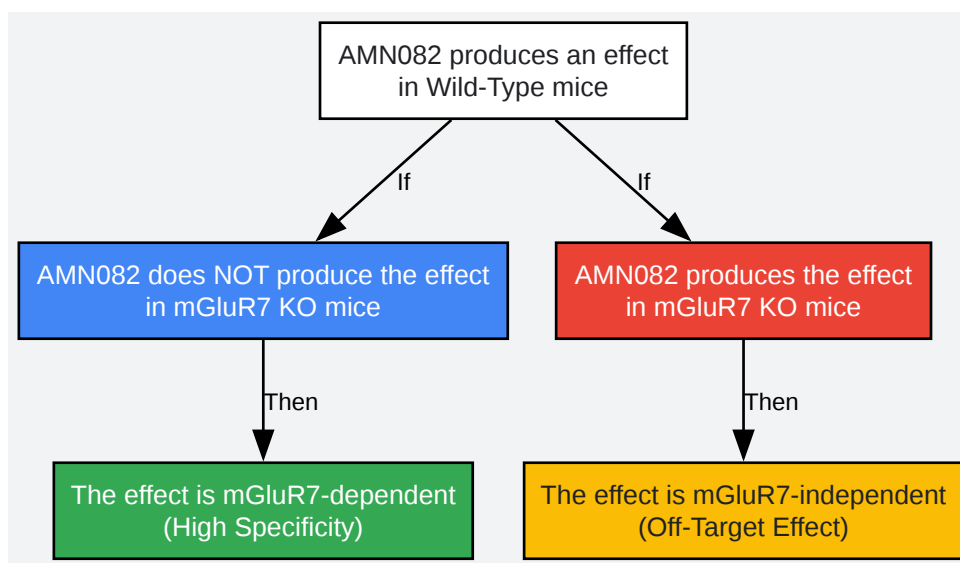 AMN082 produces an effect
in Wild-Type mice
If
If
AMN082 does NOT produce the effect
in mGluR7 KO mice
AMN082 produces the effect
in mGluR7 KO mice
Then
Then
The effect is mGluR7-dependent
(High Specificity)
The effect is mGluR7-independent
(Off-Target Effect)